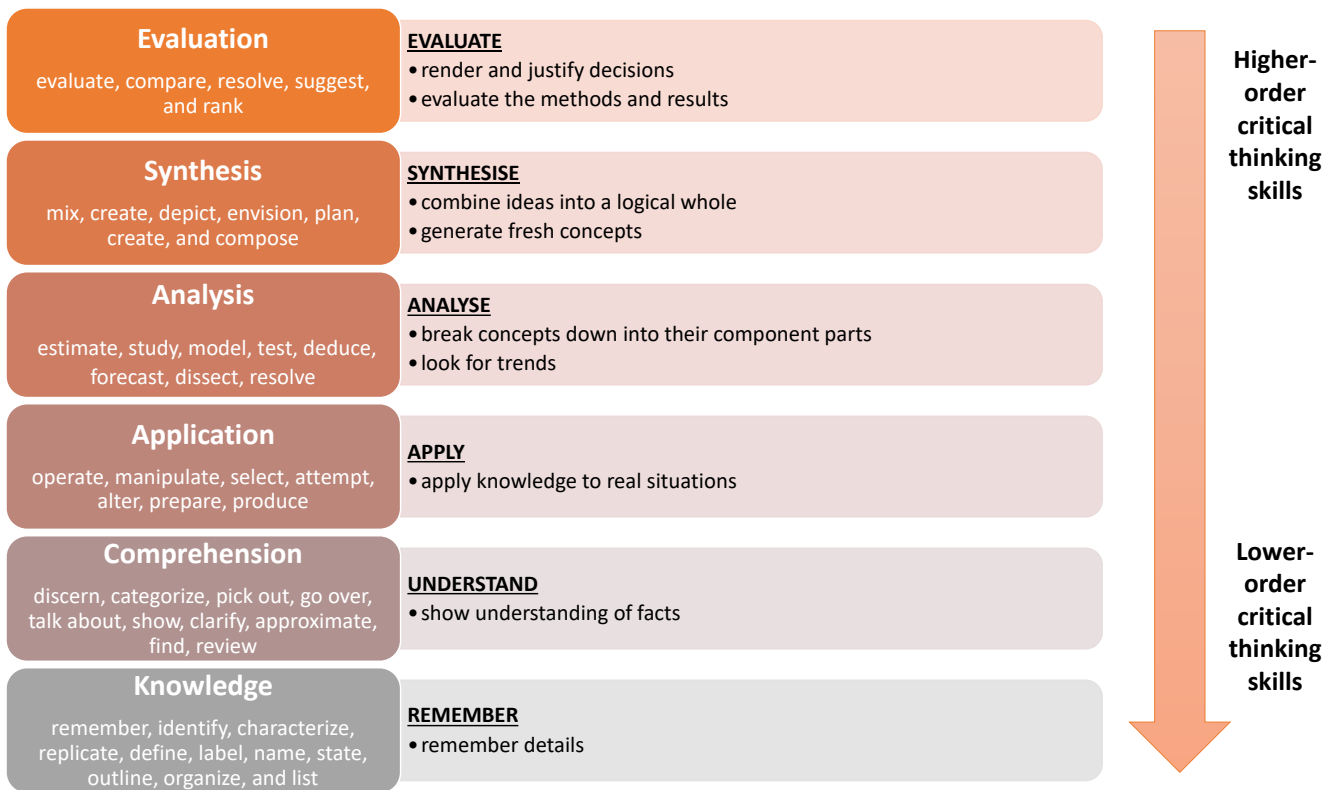 Evaluation
evaluate, compare, resolve, suggest,
and rank
EVALUATE
• render and justify decisions
• evaluate the methods and results
Synthesis
mix, create, depict, envision, plan,
create, and compose
SYNTHESISE
• combine ideas into a logical whole
• generate fresh concepts
Analysis
estimate, study, model, test, deduce,
forecast, dissect, resolve
ANALYSE
• break concepts down into their component parts
• look for trends
Application
operate, manipulate, select, attempt,
alter, prepare, produce
APPLY
• apply knowledge to real situations
Comprehension
discern, categorize, pick out, go over,
talk about, show, clarify, approximate,
find, review
UNDERSTAND
• show understanding of facts
Knowledge
remember, identify, characterize,
replicate, define, label, name, state,
outline, organize, and list
REMEMBER
• remember details
Higher-
order
critical
thinking
skills
Lower-
order
critical
thinking
skills